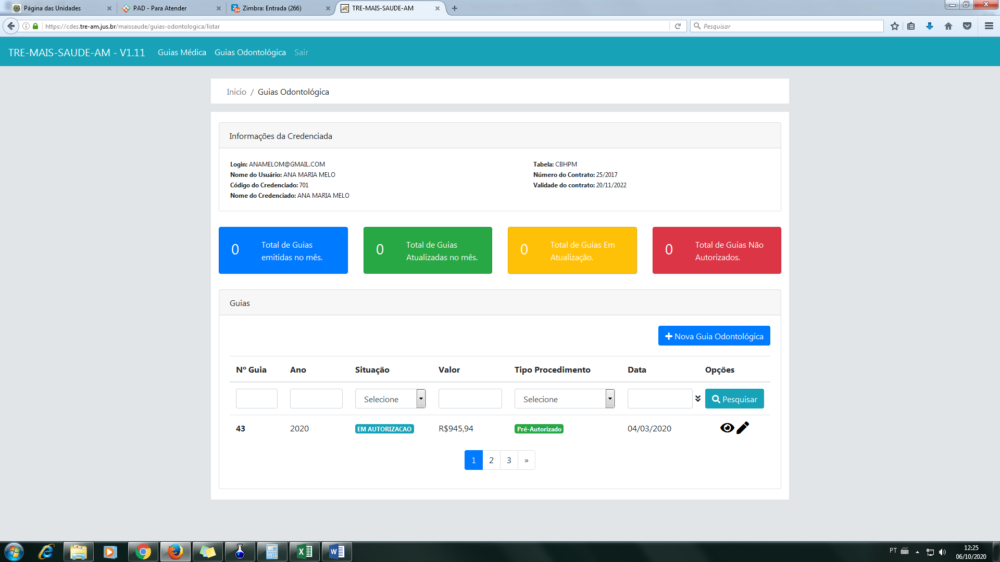 Página das Unidades
PAD - Para Atender
Zimbra: Entrada (266)
TRE-MAIS-SAUDE-AM
https://cdes.tre-am.jus.br/maissaude/guias-odontologica/listar
Pesquisar
TRE-MAIS-SAUDE-AM - V1.11
Guias Médica
Guias Odontológica
Sair
Inicio / Guias Odontológica
Informações da Credenciada
Login: ANAMELOM@GMAIL.COM
Nome do Usuário: ANA MARIA MELO
Código do Credenciado: 701
Nome do Credenciado: ANA MARIA MELO
Tabela: CBHPM
Número do Contrato: 25/2017
Validade do contrato: 20/11/2022
0
Total de Guias
emitidas no mês.
0
Total de Guias
Atualizadas no mês.
0
Total de Guias Em
Atualização.
0
Total de Guias Não
Autorizados.
Guias
Nova Guia Odontológica
Nº Guia Ano Situação Valor Tipo Procedimento Data Opções
Selecione Selecione Pesquisar
43 2020 EM AUTORIZACAO R$945,94 Pré-Autorizado 04/03/2020
1 2 3 »
PT
12:25
06/10/2020